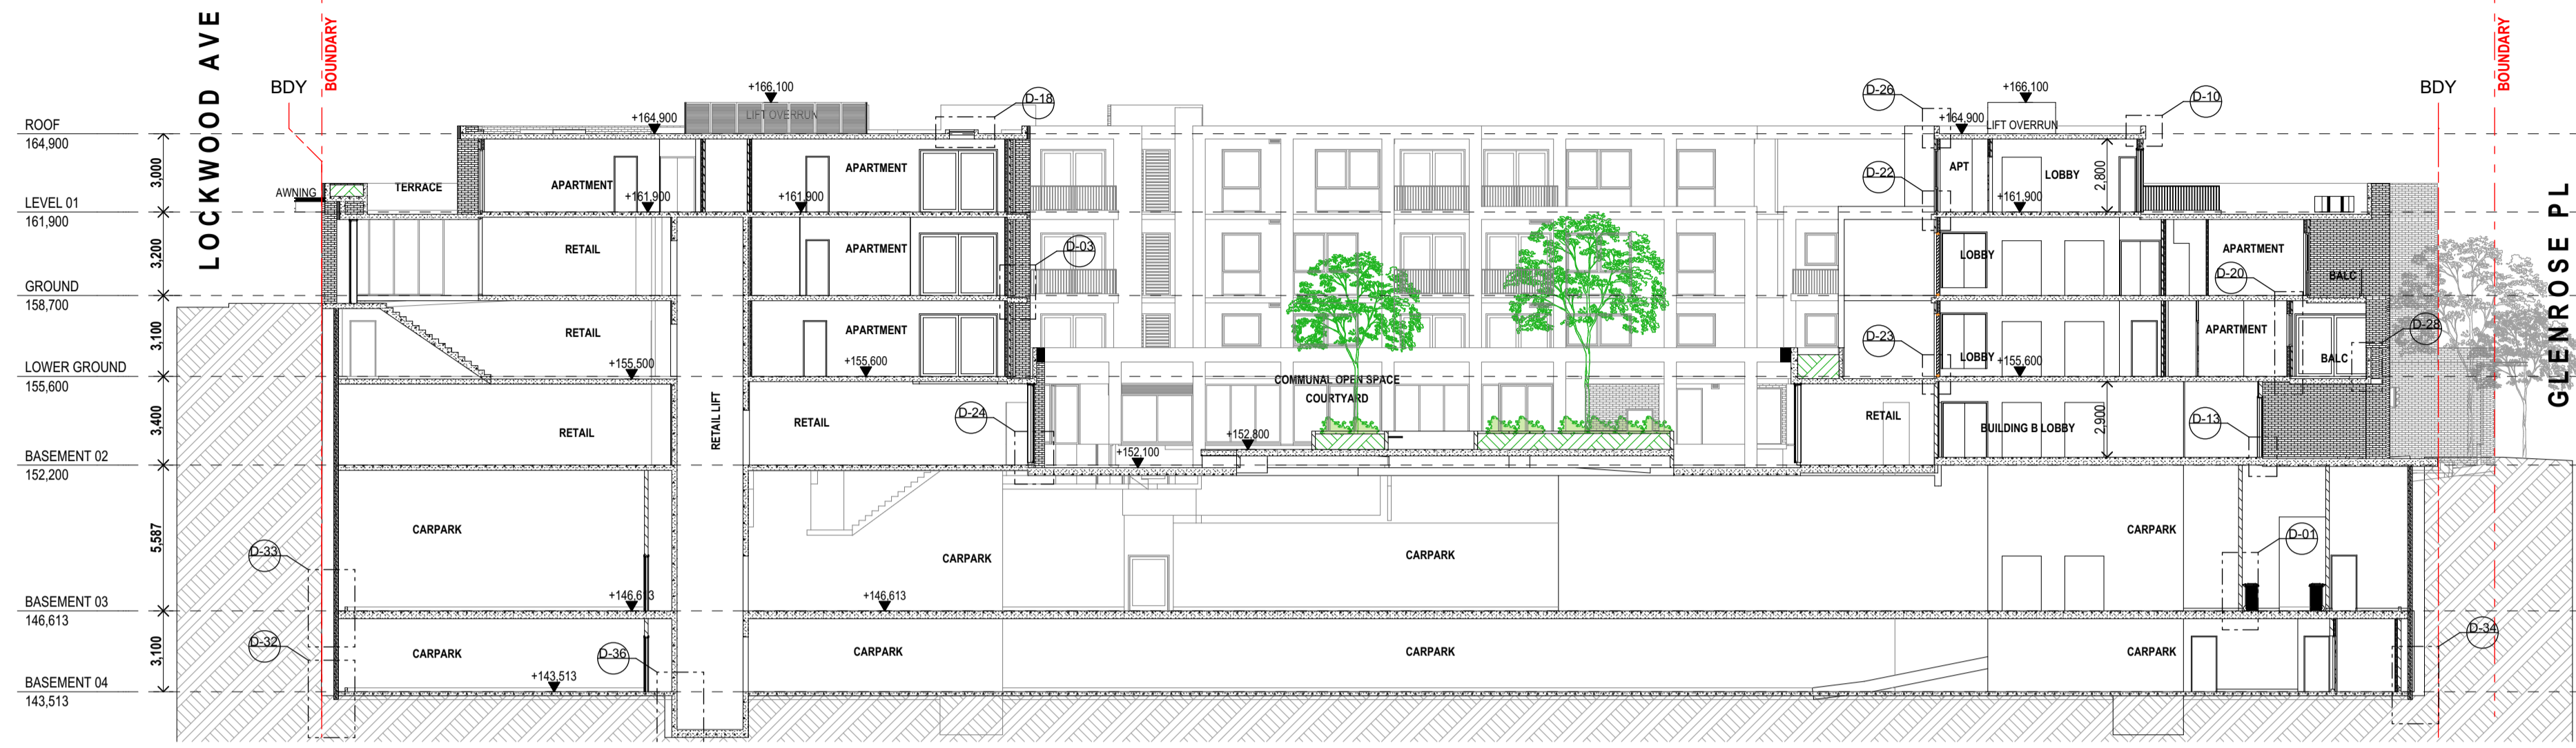 LOCKWOOD AVE
BDY
BOUNDARY
ROOF
164,900
3,000
LEVEL 01
161,900
3,200
GROUND
158,700
3,100
LOWER GROUND
155,600
3,400
BASEMENT 02
152,200
5,587
BASEMENT 03
146,613
3,100
BASEMENT 04
143,513
AWNING
TERRACE
+166,100
LIFT OVERRUN
+164,900
D-18
APARTMENT
APARTMENT
+161,900
+161,900
RETAIL
APARTMENT
D-03
RETAIL
APARTMENT
+155,500
+155,600
RETAIL LIFT
RETAIL
RETAIL
D-24
COMMUNAL OPEN SPACE
COURTYARD
+152,800
+152,100
CARPARK
CARPARK
CARPARK
CARPARK
D-33
+146,613
+146,613
D-32
CARPARK
D-36
CARPARK
CARPARK
CARPARK
+143,513
D-26
+166,100
D-10
+164,900
LIFT OVERRUN
D-22
APT
LOBBY
2,800
+161,900
LOBBY
APARTMENT
D-20
BALC
D-23
LOBBY
+155,600
APARTMENT
BALC
D-28
RETAIL
BUILDING B LOBBY
2,900
D-13
D-01
D-34
BDY
BOUNDARY
GLENROSE PL